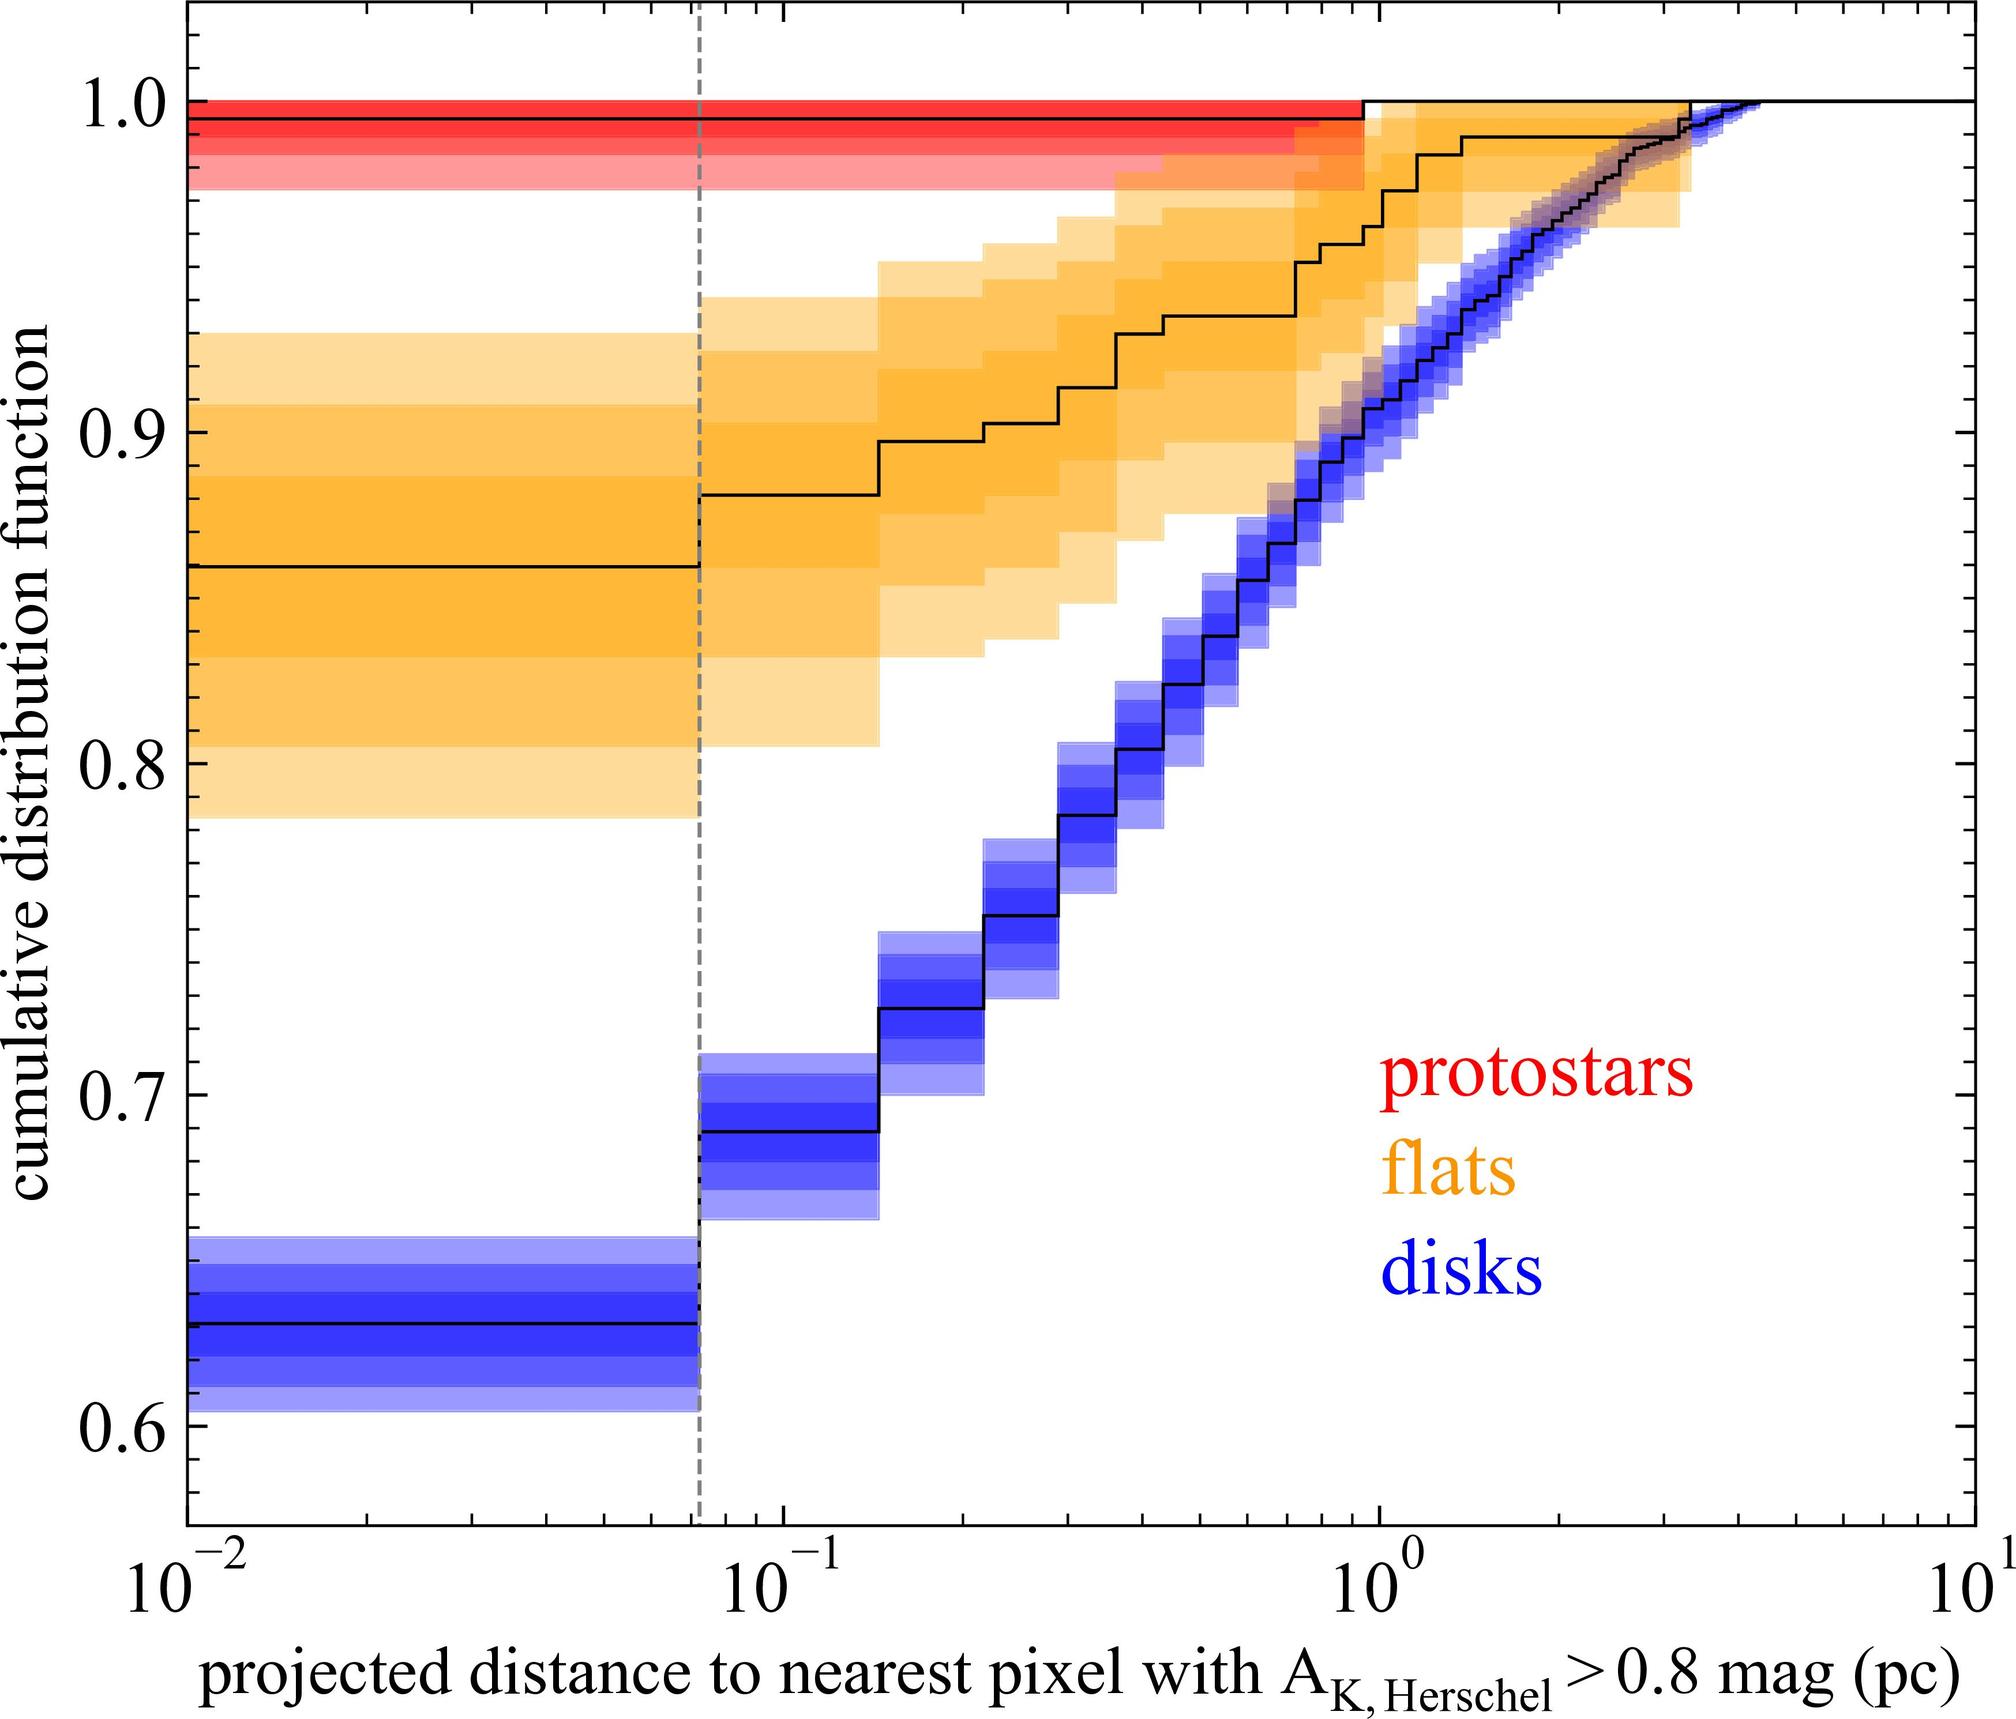 cumulative distribution function
1.0
0.9
0.8
0.7
0.6
protostars
flats
disks
10⁻² 10⁻¹ 10⁰ 10¹
projected distance to nearest pixel with A_K, Herschel > 0.8 mag (pc)